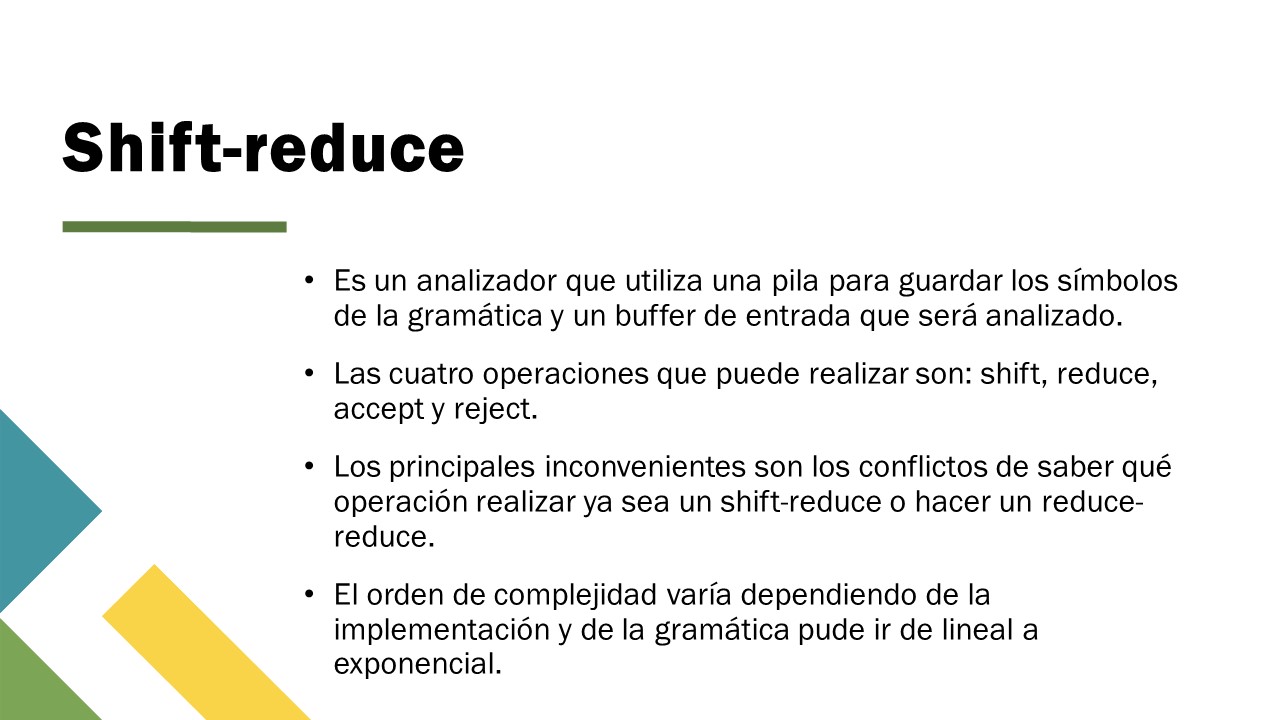 Shift-reduce
• Es un analizador que utiliza una pila para guardar los símbolos
de la gramática y un buffer de entrada que será analizado.
• Las cuatro operaciones que puede realizar son: shift, reduce,
accept y reject.
• Los principales inconvenientes son los conflictos de saber qué
operación realizar ya sea un shift-reduce o hacer un reduce-
reduce.
• El orden de complejidad varía dependiendo de la
implementación y de la gramática pude ir de lineal a
exponencial.